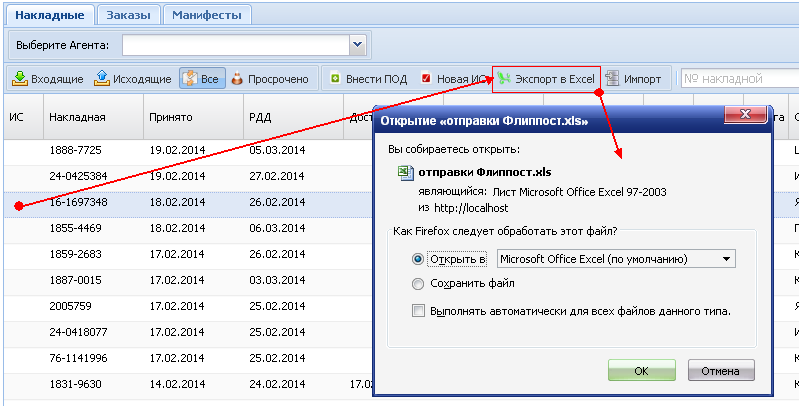 Накладные Заказы Манифесты
Выберите Агента:
Входящие Исходящие Все Просрочено Внести ПОД Новая ИС Экспорт в Excel Импорт № накладной
ИС Накладная Принято РДД Дост
1888-7725 19.02.2014 05.03.2014
24-0425384 19.02.2014 27.02.2014
16-1697348 18.02.2014 26.02.2014
1855-4469 18.02.2014 06.03.2014
1859-2683 17.02.2014 26.02.2014
1887-0015 17.02.2014 03.03.2014
2005759 17.02.2014 25.02.2014
24-0418077 17.02.2014 25.02.2014
76-1141996 17.02.2014 25.02.2014
1831-9630 14.02.2014 24.02.2014 17.02
Открытие «отправки Флиппост.xls»
Вы собираетесь открыть:
отправки Флиппост.xls
являющийся: Лист Microsoft Office Excel 97-2003
из http://localhost
Как Firefox следует обработать этот файл?
Открыть в Microsoft Office Excel (по умолчанию)
Сохранить файл
Выполнять автоматически для всех файлов данного типа.
OK Отмена